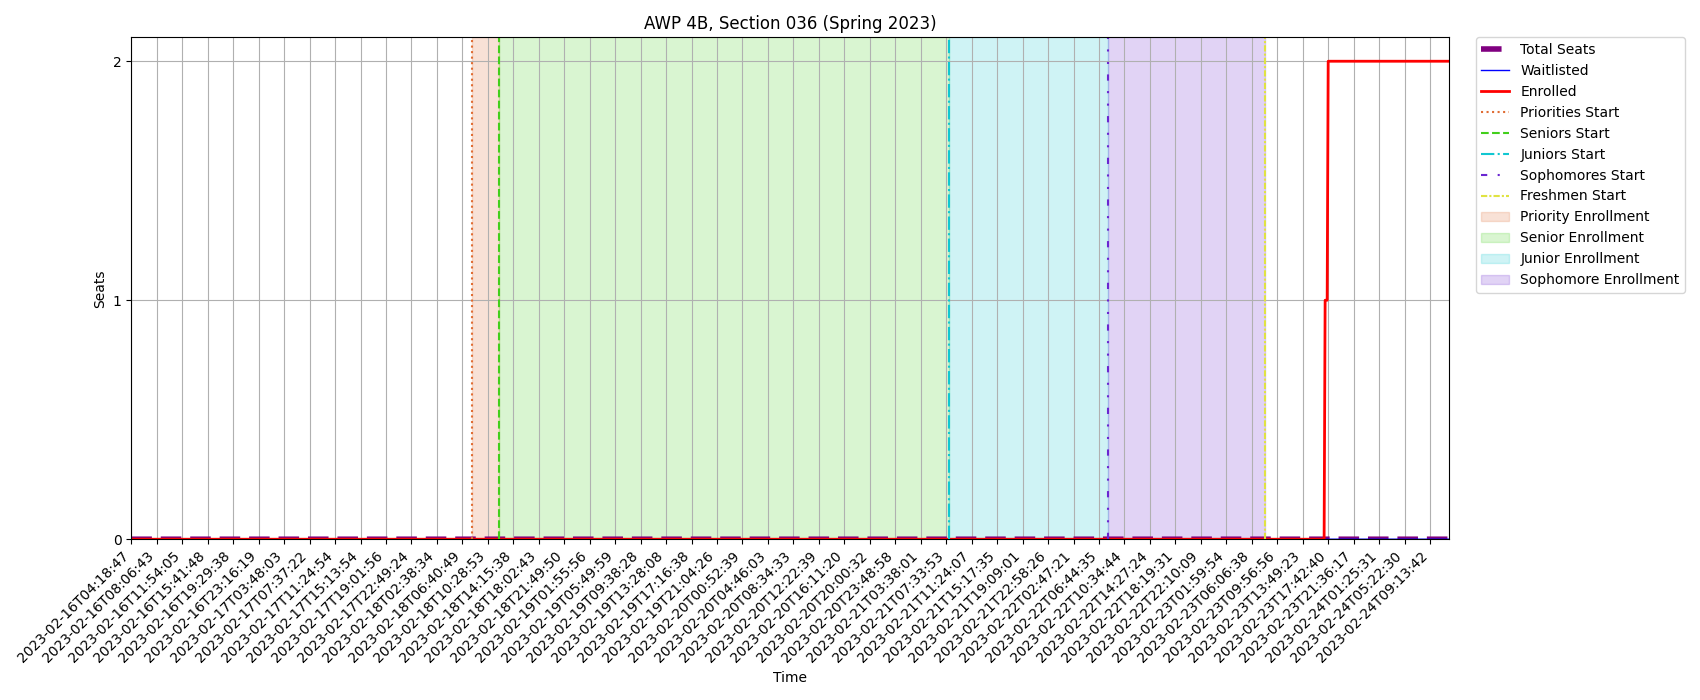 AWP 4B, Section 036 (Spring 2023)
Seats
2
1
0
2023-02-16T04:18:47
2023-02-16T08:06:43
2023-02-16T11:54:05
2023-02-16T15:41:48
2023-02-16T19:29:38
2023-02-16T23:16:19
2023-02-17T03:48:03
2023-02-17T07:37:22
2023-02-17T11:24:54
2023-02-17T15:13:54
2023-02-17T19:01:56
2023-02-17T22:49:24
2023-02-18T02:38:34
2023-02-18T06:40:49
2023-02-18T10:28:53
2023-02-18T14:15:38
2023-02-18T18:02:43
2023-02-18T21:49:50
2023-02-19T01:55:56
2023-02-19T05:49:59
2023-02-19T09:38:28
2023-02-19T13:28:08
2023-02-19T17:16:38
2023-02-19T21:04:26
2023-02-20T00:52:39
2023-02-20T04:46:03
2023-02-20T08:34:33
2023-02-20T12:22:39
2023-02-20T16:11:20
2023-02-20T20:00:32
2023-02-20T23:48:58
2023-02-21T03:38:01
2023-02-21T07:33:53
2023-02-21T11:24:07
2023-02-21T15:17:35
2023-02-21T19:09:01
2023-02-21T22:58:26
2023-02-22T02:47:21
2023-02-22T06:44:35
2023-02-22T10:34:44
2023-02-22T14:27:24
2023-02-22T18:19:31
2023-02-22T22:10:09
2023-02-23T01:59:54
2023-02-23T06:06:38
2023-02-23T09:56:56
2023-02-23T13:49:23
2023-02-23T17:42:40
2023-02-23T21:36:17
2023-02-24T01:25:31
2023-02-24T05:22:30
2023-02-24T09:13:42
Time
Total Seats
Waitlisted
Enrolled
Priorities Start
Seniors Start
Juniors Start
Sophomores Start
Freshmen Start
Priority Enrollment
Senior Enrollment
Junior Enrollment
Sophomore Enrollment